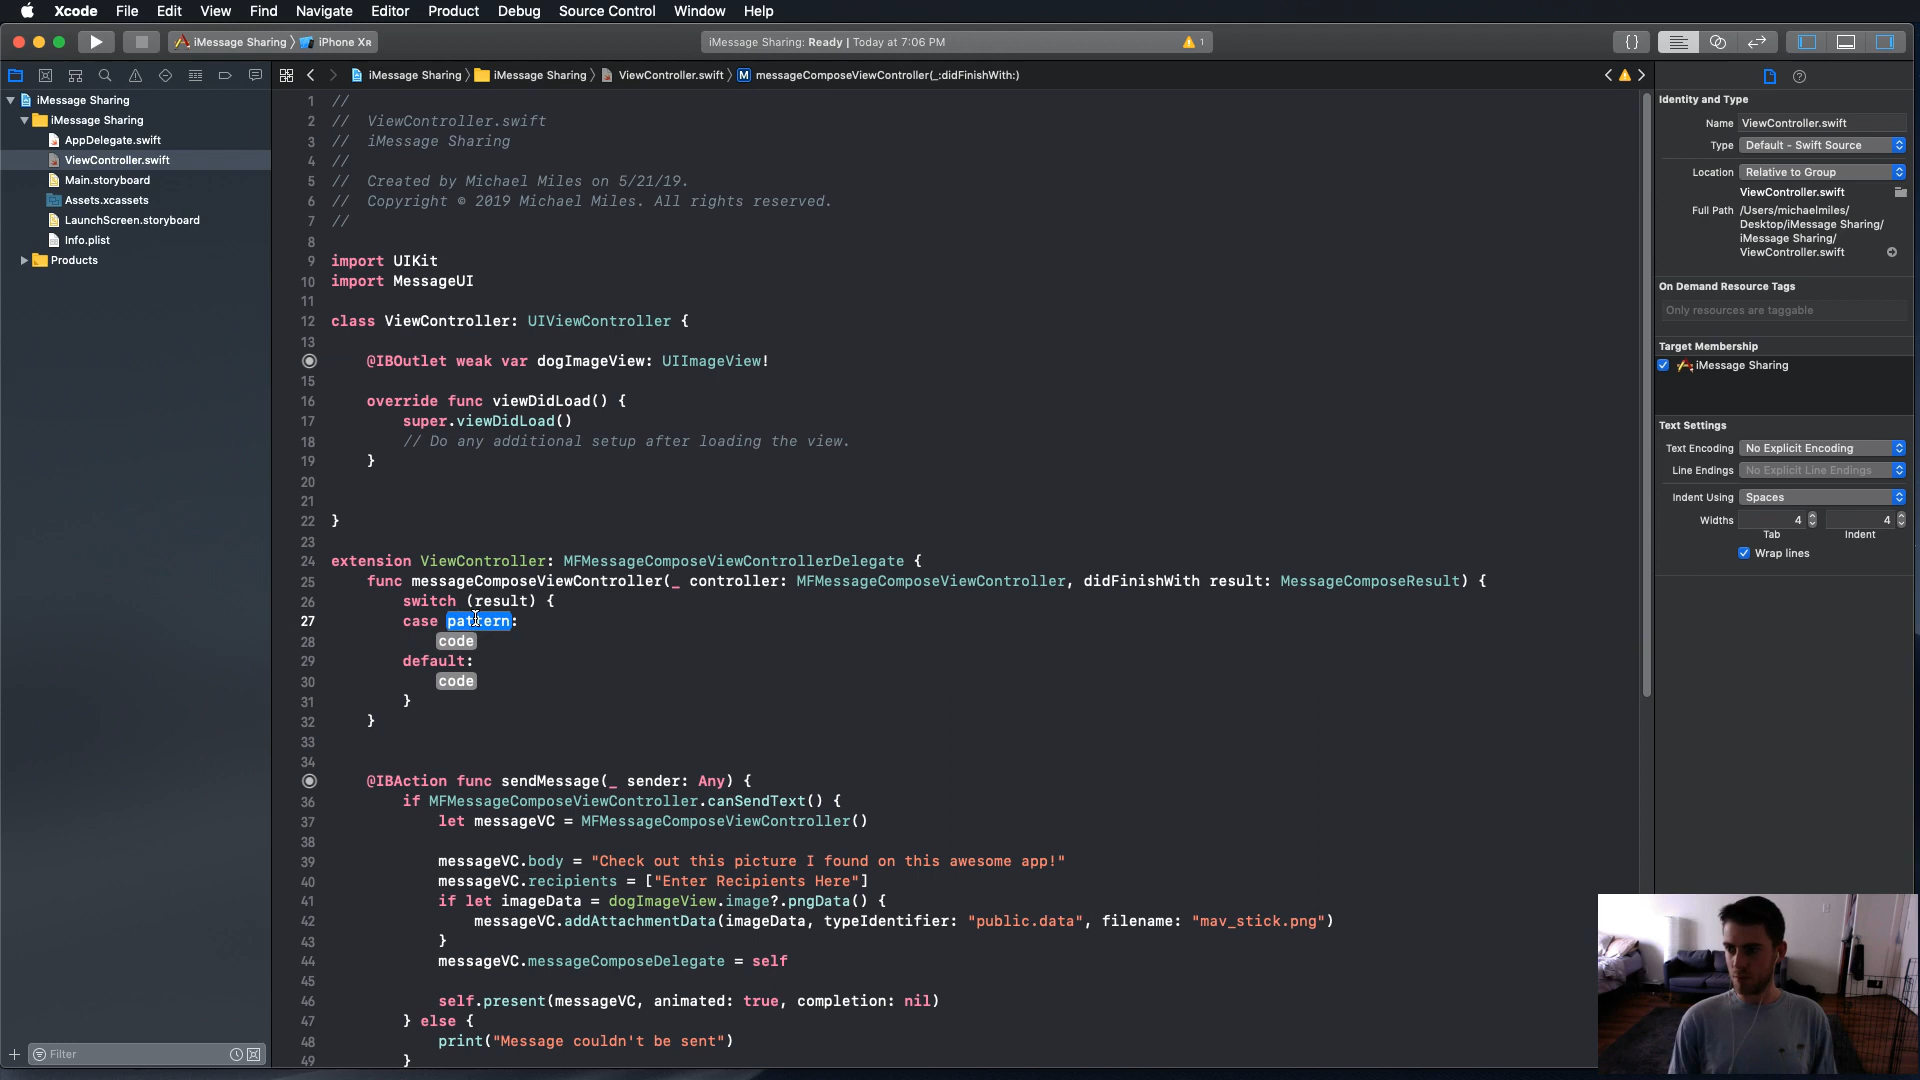 Xcode File Edit View Find Navigate Editor Product Debug Source Control Window Help
iMessage Sharing iPhone XR
iMessage Sharing: Ready | Today at 7:06 PM
1
iMessage Sharing
iMessage Sharing
AppDelegate.swift
ViewController.swift
Main.storyboard
Assets.xcassets
LaunchScreen.storyboard
Info.plist
Products
Filter
iMessage Sharing iMessage Sharing ViewController.swift M messageComposeViewController(_:didFinishWith:)
1 //
2 //  ViewController.swift
3 //  iMessage Sharing
4 //
5 //  Created by Michael Miles on 5/21/19.
6 //  Copyright © 2019 Michael Miles. All rights reserved.
7 //
8
9 import UIKit
10 import MessageUI
11
12 class ViewController: UIViewController {
13
@IBOutlet weak var dogImageView: UIImageView!
15
16 override func viewDidLoad() {
17 super.viewDidLoad()
18 // Do any additional setup after loading the view.
19 }
20
21
22 }
23
24 extension ViewController: MFMessageComposeViewControllerDelegate {
25 func messageComposeViewController(_ controller: MFMessageComposeViewController, didFinishWith result: MessageComposeResult) {
26 switch (result) {
27 case pattern:
28 code
29 default:
30 code
31 }
32 }
33
34
@IBAction func sendMessage(_ sender: Any) {
36 if MFMessageComposeViewController.canSendText() {
37 let messageVC = MFMessageComposeViewController()
38
39 messageVC.body = "Check out this picture I found on this awesome app!"
40 messageVC.recipients = ["Enter Recipients Here"]
41 if let imageData = dogImageView.image?.pngData() {
42 messageVC.addAttachmentData(imageData, typeIdentifier: "public.data", filename: "mav_stick.png")
43 }
44 messageVC.messageComposeDelegate = self
45
46 self.present(messageVC, animated: true, completion: nil)
47 } else {
48 print("Message couldn't be sent")
49 }
Identity and Type
Name ViewController.swift
Type Default - Swift Source
Location Relative to Group
ViewController.swift
Full Path /Users/michaelmiles/
Desktop/iMessage Sharing/
iMessage Sharing/
ViewController.swift
On Demand Resource Tags
Only resources are taggable
Target Membership
iMessage Sharing
Text Settings
Text Encoding No Explicit Encoding
Line Endings No Explicit Line Endings
Indent Using Spaces
Widths 4 4
Tab Indent
Wrap lines